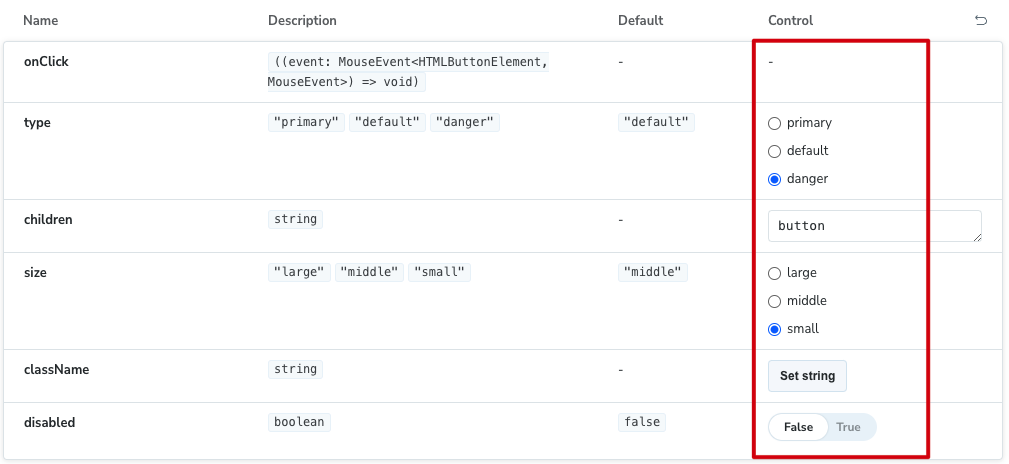 Name Description Default Control
onClick ((event: MouseEvent<HTMLButtonElement, - -
MouseEvent>) => void)
type "primary" "default" "danger" "default" primary
default
danger
children string - button
size "large" "middle" "small" "middle" large
middle
small
className string - Set string
disabled boolean false False True